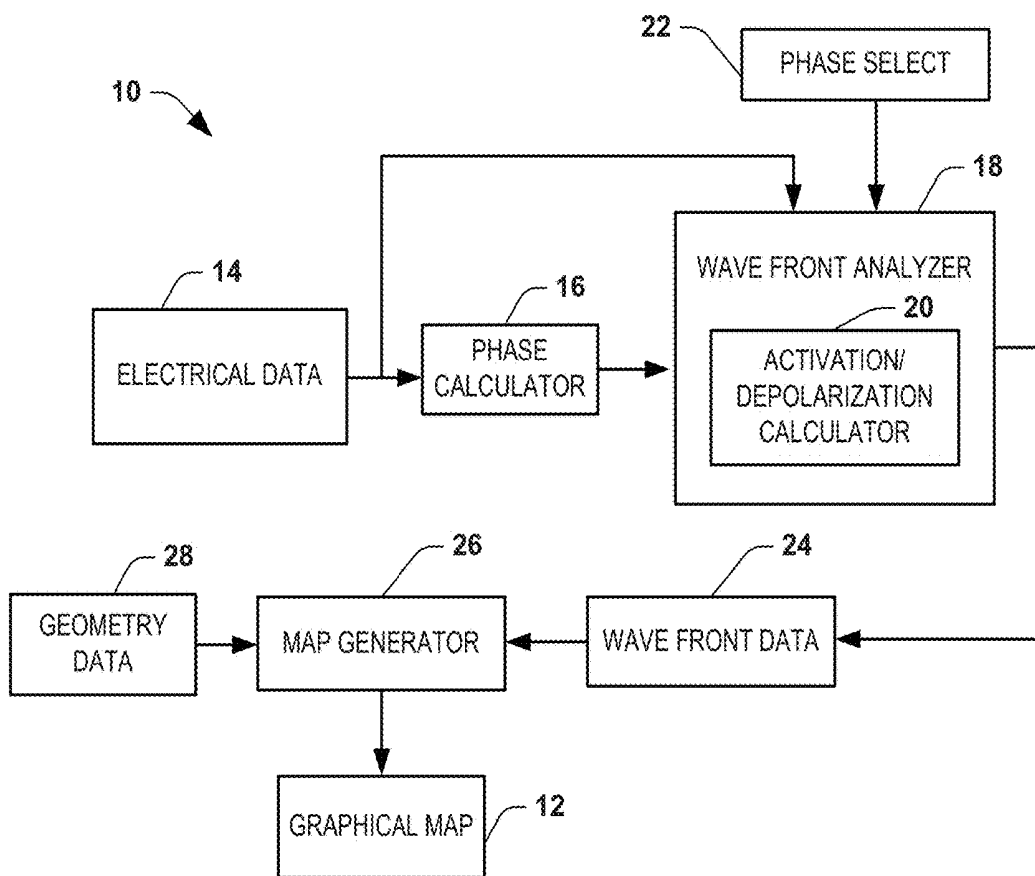 22
PHASE SELECT
10
18
WAVE FRONT ANALYZER
14
ELECTRICAL DATA
16
PHASE
CALCULATOR
20
ACTIVATION/
DEPOLARIZATION
CALCULATOR
28
GEOMETRY
DATA
26
MAP GENERATOR
24
WAVE FRONT DATA
GRAPHICAL MAP
12